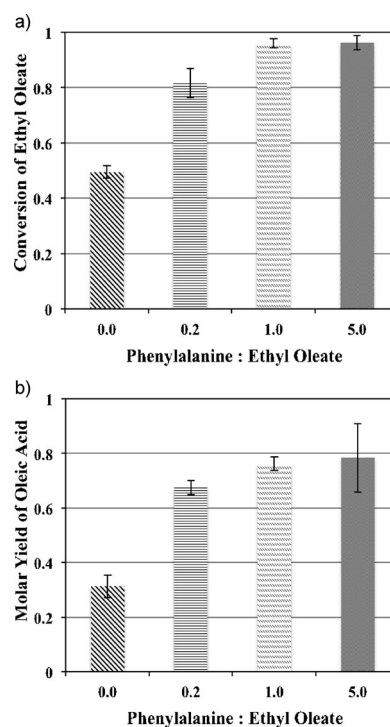 a)
1
0.8
0.6
0.4
0.2
0
Conversion of Ethyl Oleate
0.0 0.2 1.0 5.0
Phenylalanine : Ethyl Oleate
b)
1
0.8
0.6
0.4
0.2
0
Molar Yield of Oleic Acid
0.0 0.2 1.0 5.0
Phenylalanine : Ethyl Oleate